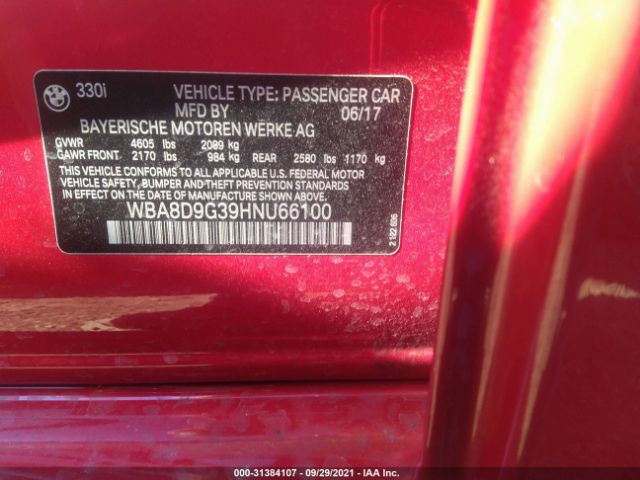 330i VEHICLE TYPE: PASSENGER CAR
MFD BY 06/17
BAYERISCHE MOTOREN WERKE AG
GVWR 4605 lbs 2089 kg
GAWR FRONT 2170 lbs 984 kg REAR 2580 lbs 1170 kg
THIS VEHICLE CONFORMS TO ALL APPLICABLE U.S. FEDERAL MOTOR
VEHICLE SAFETY, BUMPER AND THEFT PREVENTION STANDARDS
IN EFFECT ON THE DATE OF MANUFACTURE SHOWN ABOVE.
WBA8D9G39HNU66100
000-31384107 - 09/29/2021 - IAA Inc.